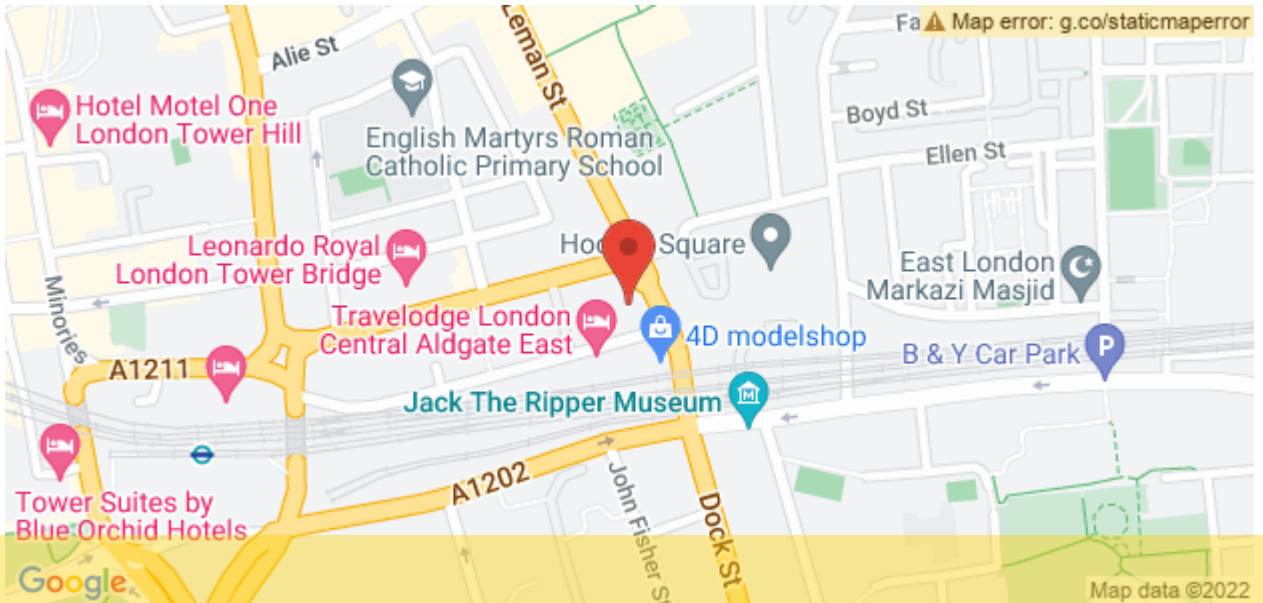 Leman St
Fa
Map error: g.co/staticmaperror
Alie St
Hotel Motel One
London Tower Hill
English Martyrs Roman
Catholic Primary School
Boyd St
Ellen St
Leonardo Royal
London Tower Bridge
Square
East London
Markazi Masjid
Minories
Travelodge London
Central Aldgate East
4D modelshop
B & Y Car Park
P
A1211
Jack The Ripper Museum
M
A1202
John Fisher St
Dock St
Tower Suites by
Blue Orchid Hotels
Google
Map data ©2022